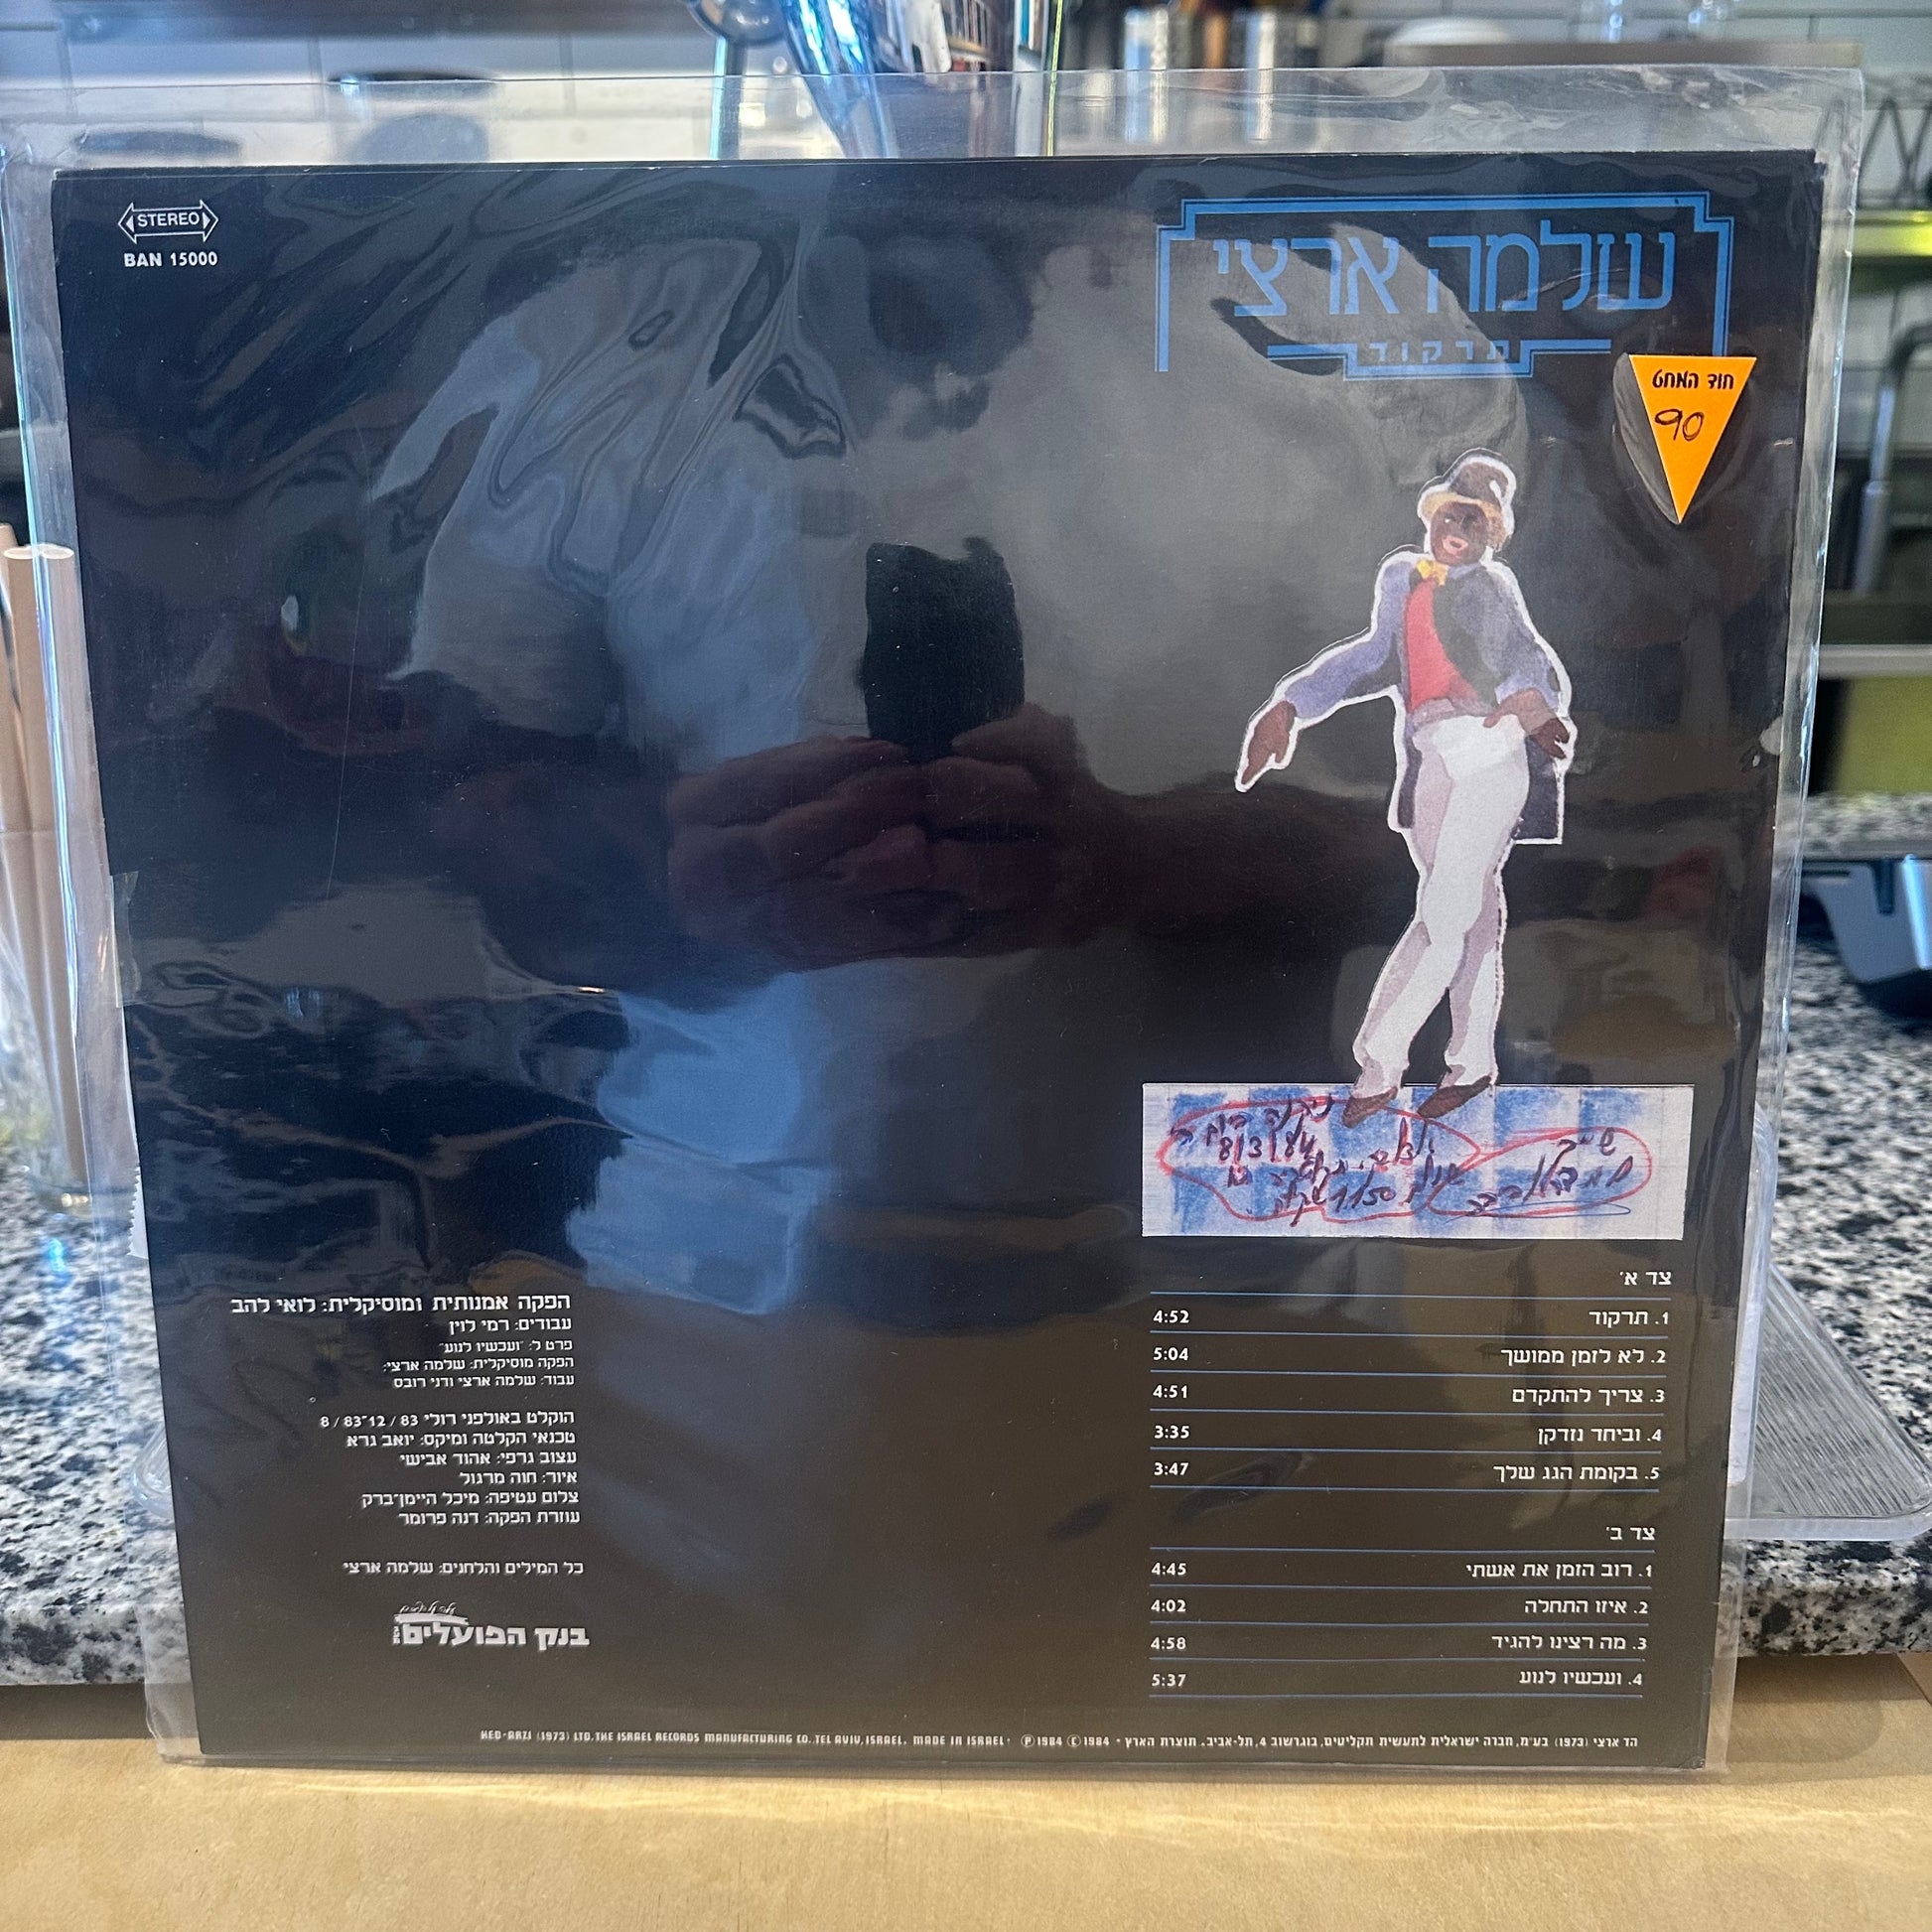 STEREO
BAN 15000
שלמה ארצי
תרקוד
חוד המחט
90
צד א׳
1. תרקוד 4:52
2. לא לזמן ממושך 5:04
3. צריך להתקדם 4:51
4. וביחד נזדקן 3:35
5. בקומת הגג שלך 3:47
צד ב׳
1. רוב הזמן את אשתי 4:45
2. איזו התחלה 4:02
3. מה רצינו להגיד 4:58
4. ועכשיו לנוע 5:37
הפקה אמנותית ומוסיקלית: לואי להב
עבודים: רמי לוין
פרט ל: ״ועכשיו לנוע״
הפקה מוסיקלית: שלמה ארצי:
עבוד: שלמה ארצי ודני רובס
הוקלט באולפני רולי 8 / 83־12 / 83
טכנאי הקלטה ומיקס: יואב גרא
עצוב גרפי: אהוד אבישי
איור: חוה מרגול
צלום עטיפה: מיכל היימן־ברק
עוזרת הפקה: דנה פרומר
כל המילים והלחנים: שלמה ארצי
בנק הפועלים
הד ארצי (1973) בע״מ, חברה ישראלית לתעשית תקליטים, בוגרשוב 4, תל-אביב. תוצרת הארץ • HED-ARZI (1973) LTD. THE ISRAEL RECORDS MANUFACTURING CO., TEL AVIV, ISRAEL. MADE IN ISRAEL • Ⓟ 1984 Ⓒ 1984